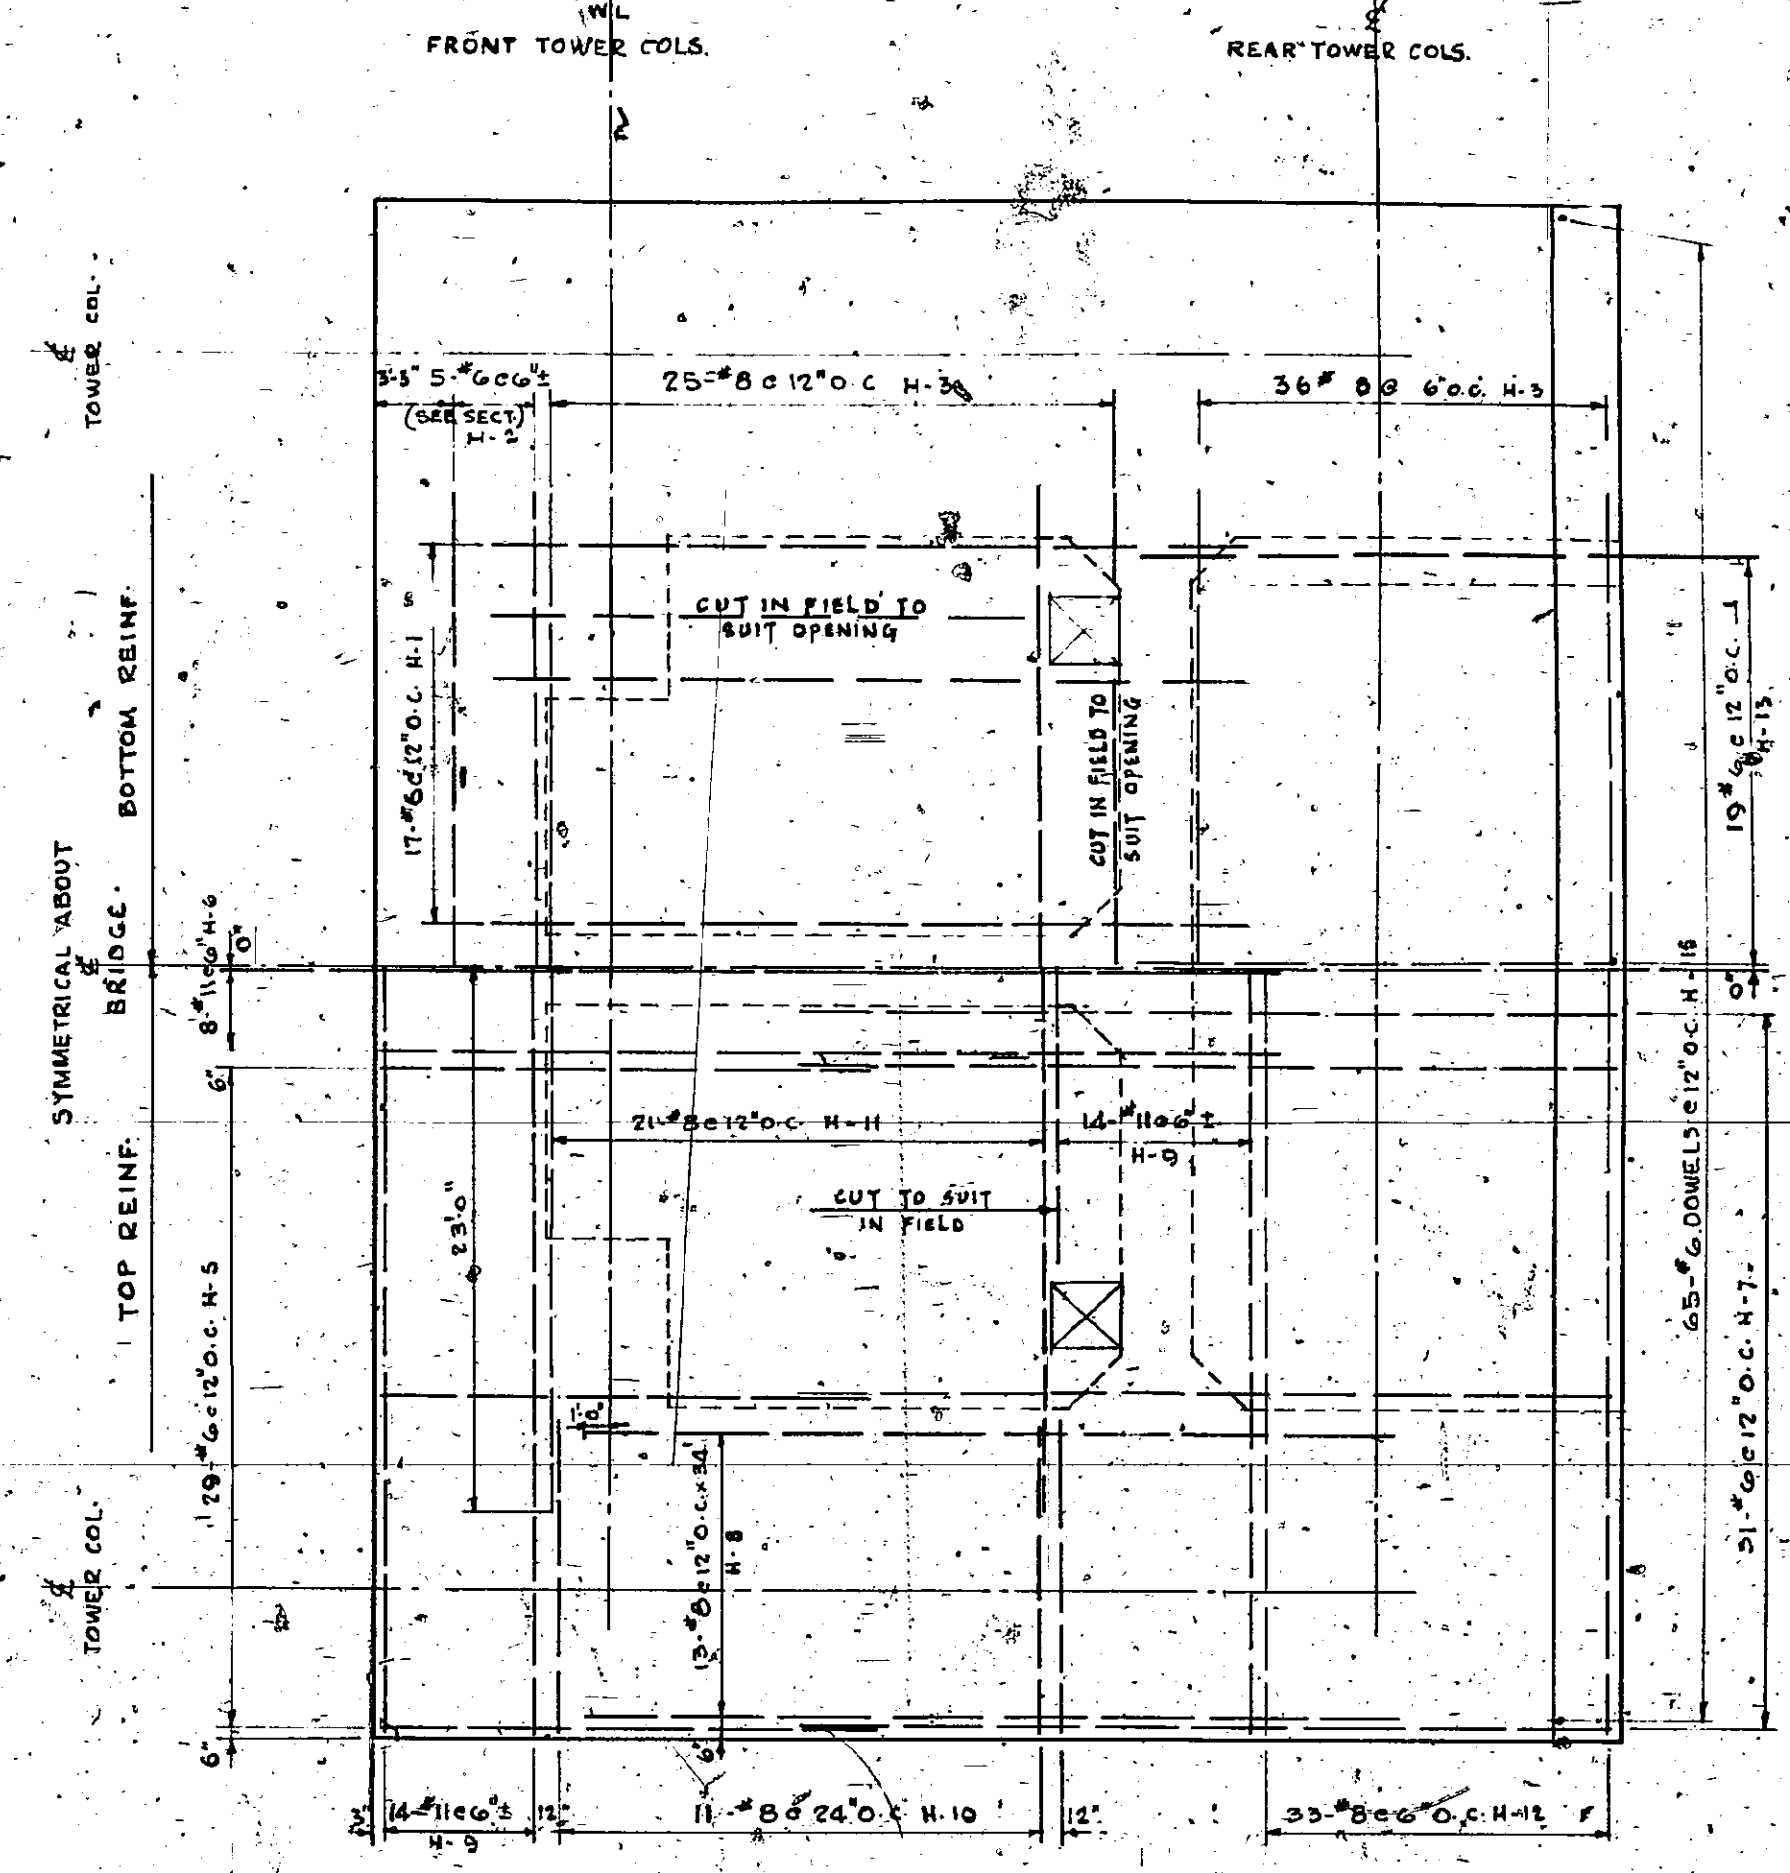 WL
FRONT TOWER COLS.
℄
REAR TOWER COLS.
℄
TOWER COL.
3'-3" 5-#6@6"±
(SEE SECT.)
H-2
25-#8@12"O.C H-3
36# 8@ 6"O.C. H-3
CUT IN FIELD TO
SUIT OPENING
17-#6@12"O.C. H-1
CUT IN FIELD TO
SUIT OPENING
19#6@12"O.C.
H-13
BOTTOM REINF.
SYMMETRICAL ABOUT
℄
BRIDGE.
8-#11@6"H-6
0"
6"
0"
65-#6 DOWELS@12"O.C. H-
21-#8@12"O.C. H-11
14-#11@6"±
H-9
23'-0"
CUT TO SUIT
IN FIELD
TOP REINF.
29-#6@12"O.C. H-5
31-#6@12"O.C. H-7
1'-0"
13-#8@12"O.C.x34'
H-8
℄
TOWER COL.
6"
6"
3"
14-#11@6"±
H-9
12"
11-#8@24"O.C H-10
12"
33-#8@6"O.C. H-12